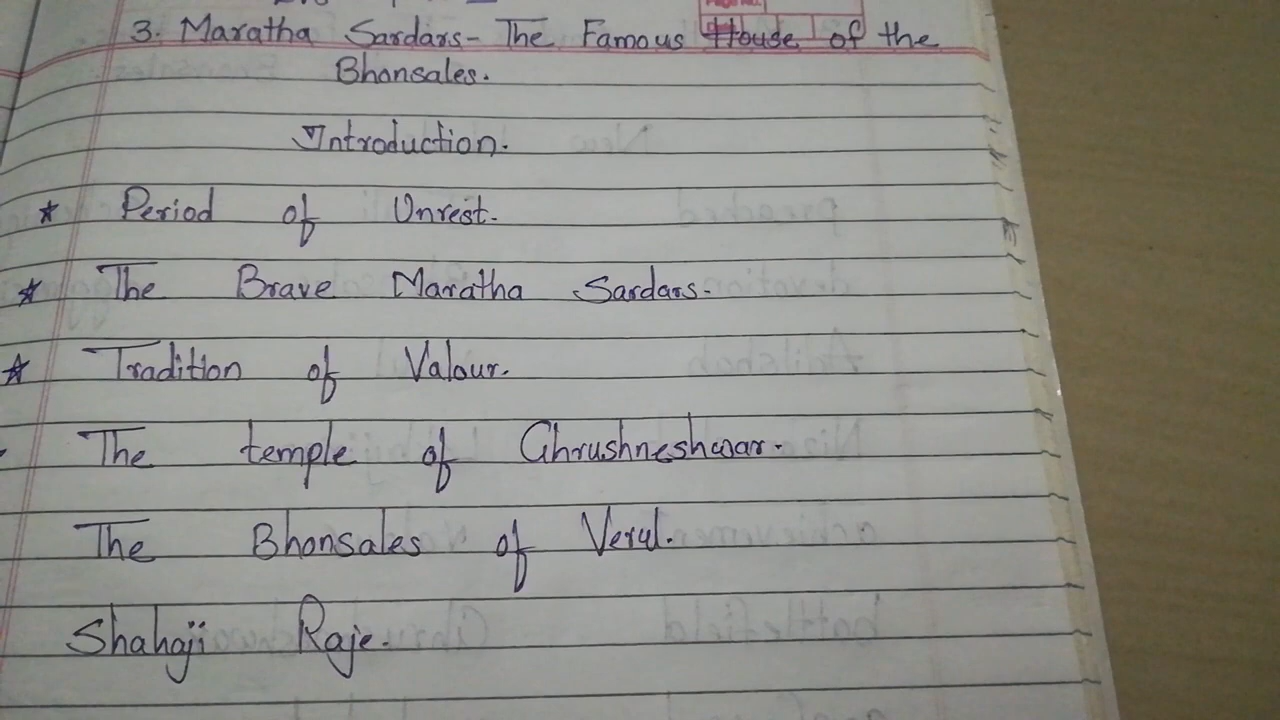 3. Maratha Sardars- The Famous House of the
Bhonsales.
Introduction.
★ Period of Unrest.
★ The Brave Maratha Sardars.
★ Tradition of Valour.
The temple of Ghrushneshwar.
The Bhonsales of Verul.
Shahaji Raje.